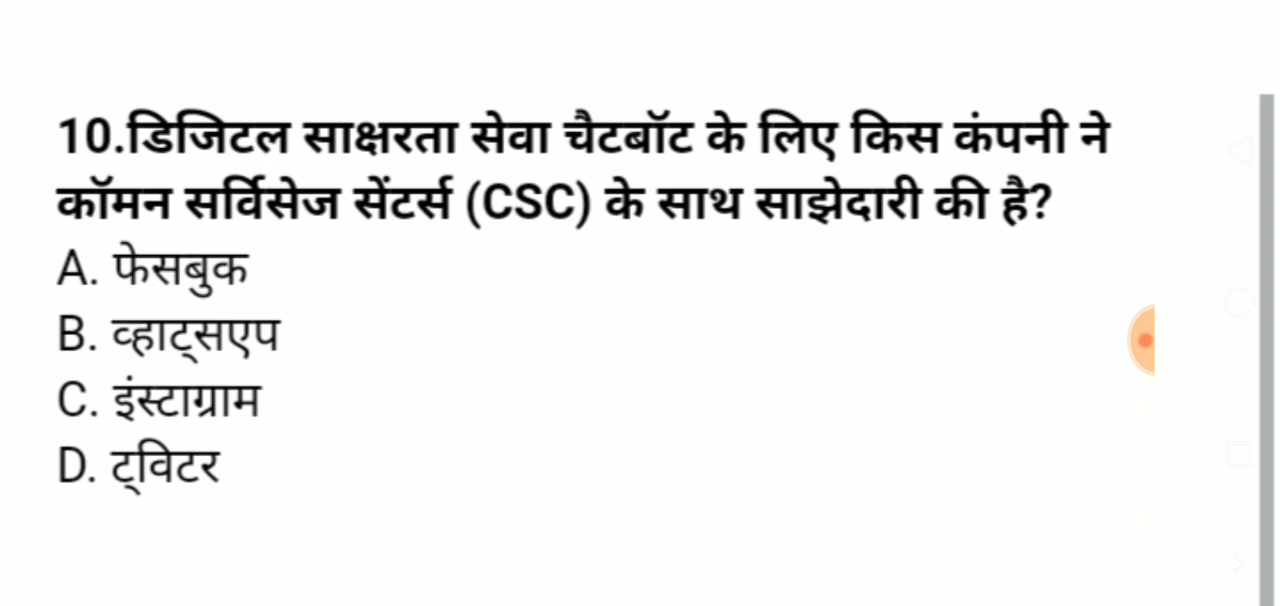 10.डिजिटल साक्षरता सेवा चैटबॉट के लिए किस कंपनी ने
कॉमन सर्विसेज सेंटर्स (CSC) के साथ साझेदारी की है?
A. फेसबुक
B. व्हाट्सएप
C. इंस्टाग्राम
D. ट्विटर